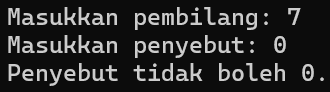 Masukkan pembilang: 7
Masukkan penyebut: 0
Penyebut tidak boleh 0.